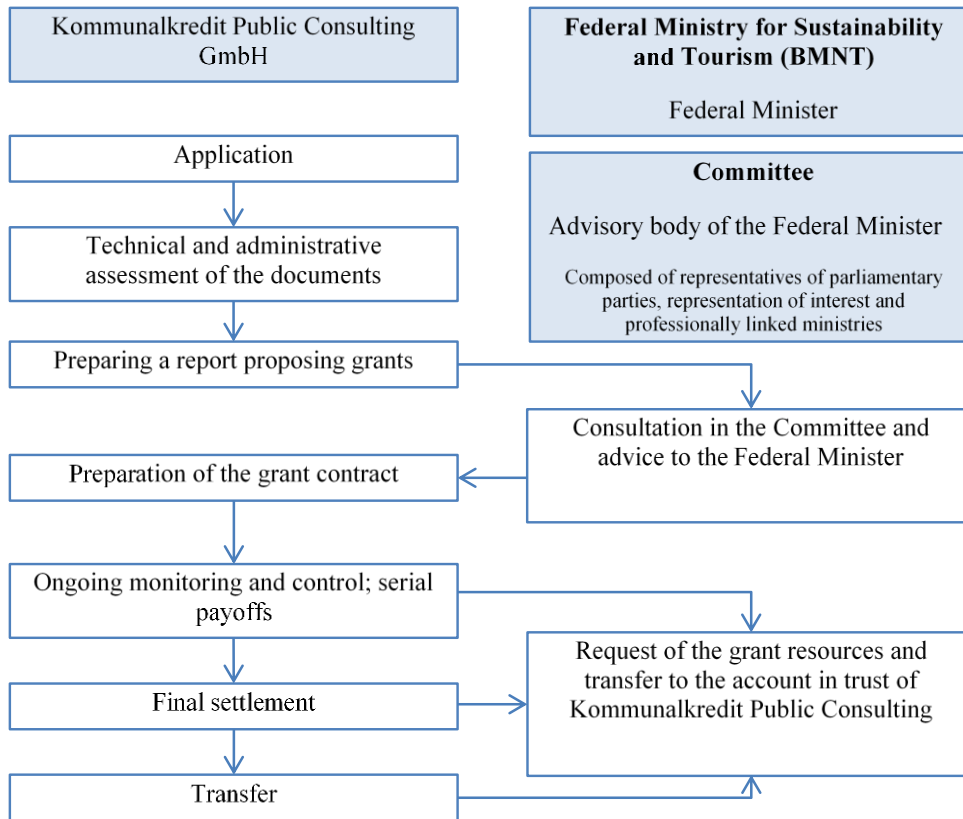 Kommunalkredit Public Consulting
GmbH
Federal Ministry for Sustainability
and Tourism (BMNT)
Federal Minister
Application
Committee
Advisory body of the Federal Minister
Composed of representatives of parliamentary
parties, representation of interest and
professionally linked ministries
Technical and administrative
assessment of the documents
Preparing a report proposing grants
Consultation in the Committee and
advice to the Federal Minister
Preparation of the grant contract
Ongoing monitoring and control; serial
payoffs
Request of the grant resources and
transfer to the account in trust of
Kommunalkredit Public Consulting
Final settlement
Transfer